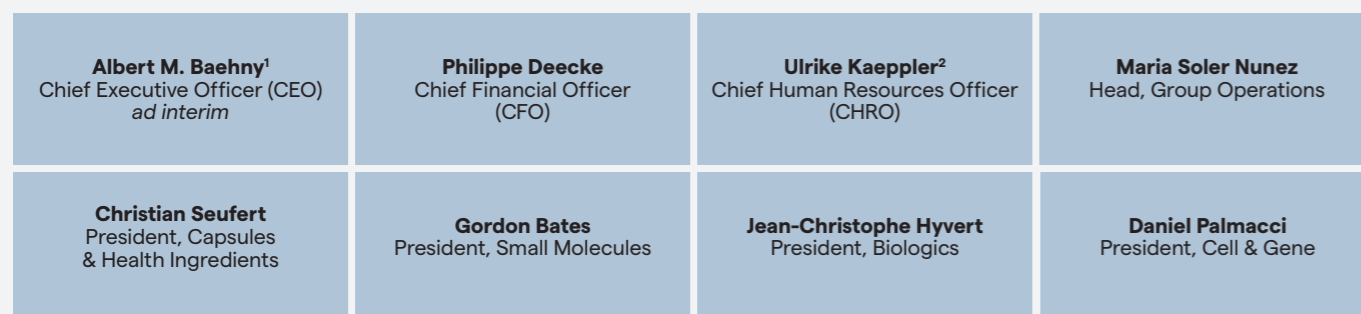 Albert M. Baehny¹
Chief Executive Officer (CEO)
ad interim
Philippe Deecke
Chief Financial Officer
(CFO)
Ulrike Kaeppler²
Chief Human Resources Officer
(CHRO)
Maria Soler Nunez
Head, Group Operations
Christian Seufert
President, Capsules
& Health Ingredients
Gordon Bates
President, Small Molecules
Jean-Christophe Hyvert
President, Biologics
Daniel Palmacci
President, Cell & Gene